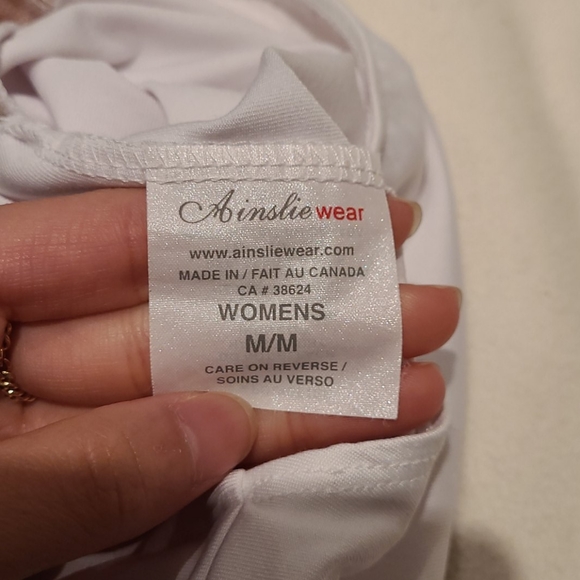 Ainslie wear
www.ainsliewear.com
MADE IN / FAIT AU CANADA
CA # 38624
WOMENS
M/M
CARE ON REVERSE /
SOINS AU VERSO